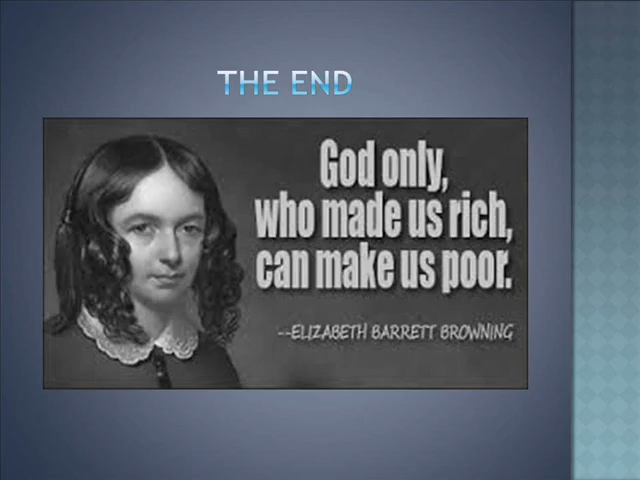 THE END
God only,
who made us rich,
can make us poor.
--ELIZABETH BARRETT BROWNING